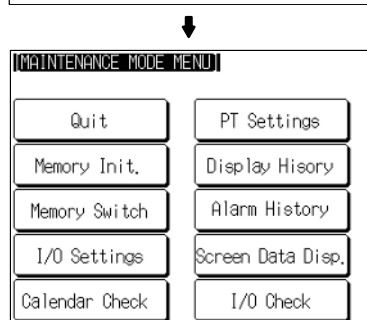 [MAINTENANCE MODE MENU]
Quit
PT Settings
Memory Init.
Display Hisory
Memory Switch
Alarm History
I/O Settings
Screen Data Disp.
Calendar Check
I/O Check